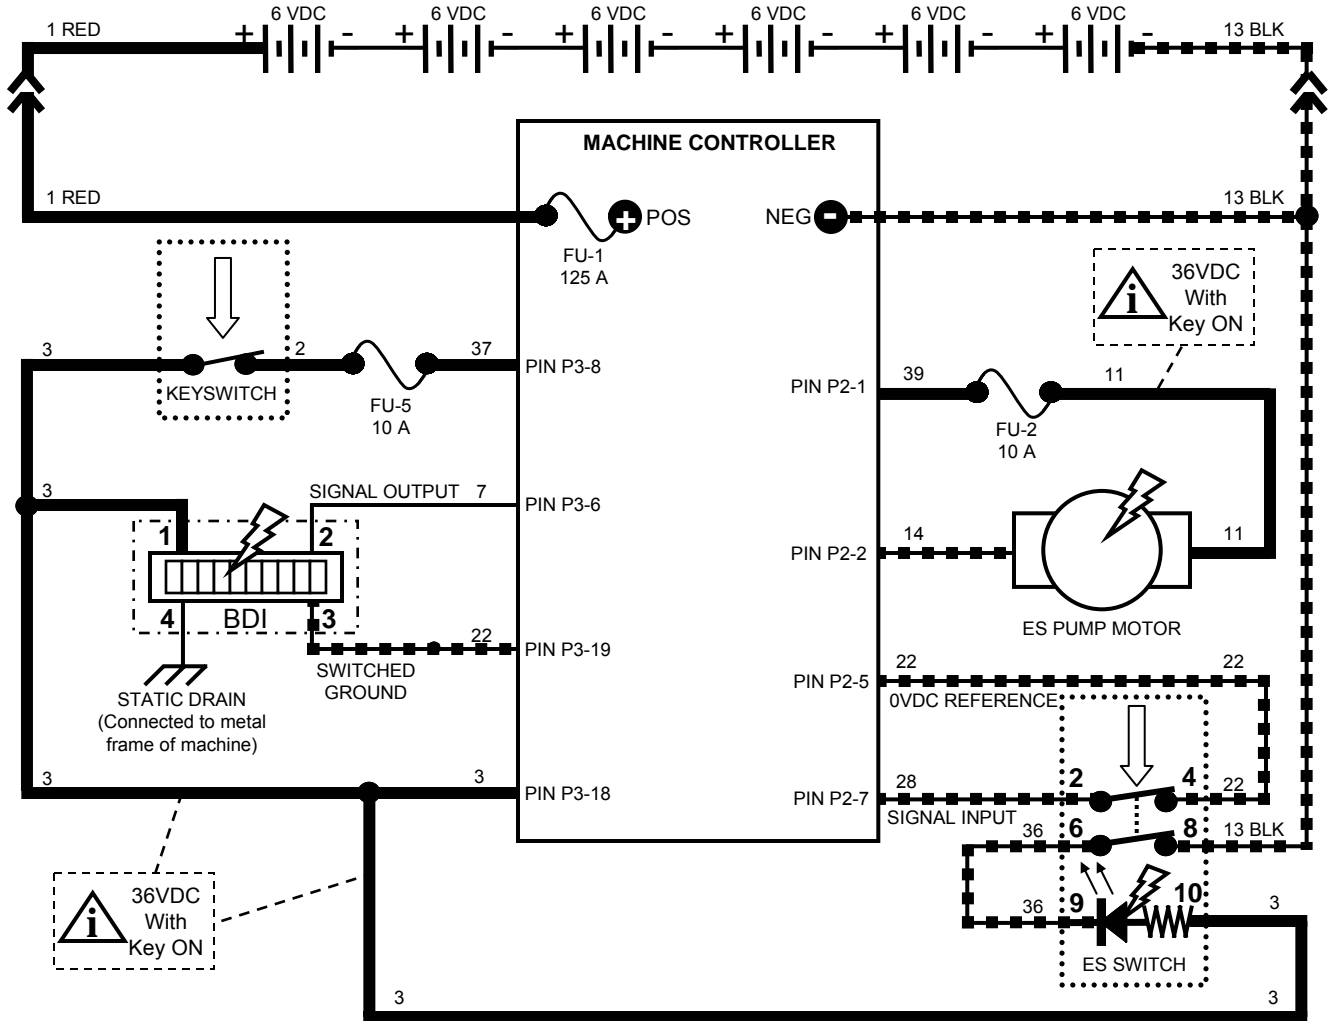 6 VDC 6 VDC 6 VDC 6 VDC 6 VDC 6 VDC
1 RED + - + - + - + - + - + - 13 BLK
MACHINE CONTROLLER
1 RED 13 BLK
+ POS NEG -
FU-1
125 A
36VDC
With
Key ON
i
3 2 37
KEYSWITCH
PIN P3-8
FU-5
10 A
PIN P2-1 39 11
FU-2
10 A
3 SIGNAL OUTPUT 7 PIN P3-6
1 2
BDI
4 3
22 PIN P3-19
SWITCHED
GROUND
STATIC DRAIN
(Connected to metal
frame of machine)
PIN P2-2 14 11
ES PUMP MOTOR
PIN P2-5 22 22
0VDC REFERENCE
3 3 PIN P3-18
PIN P2-7 28 2 4 22
SIGNAL INPUT
36 6 8 13 BLK
36 9 10 3
ES SWITCH
36VDC
With
Key ON
i
3 3